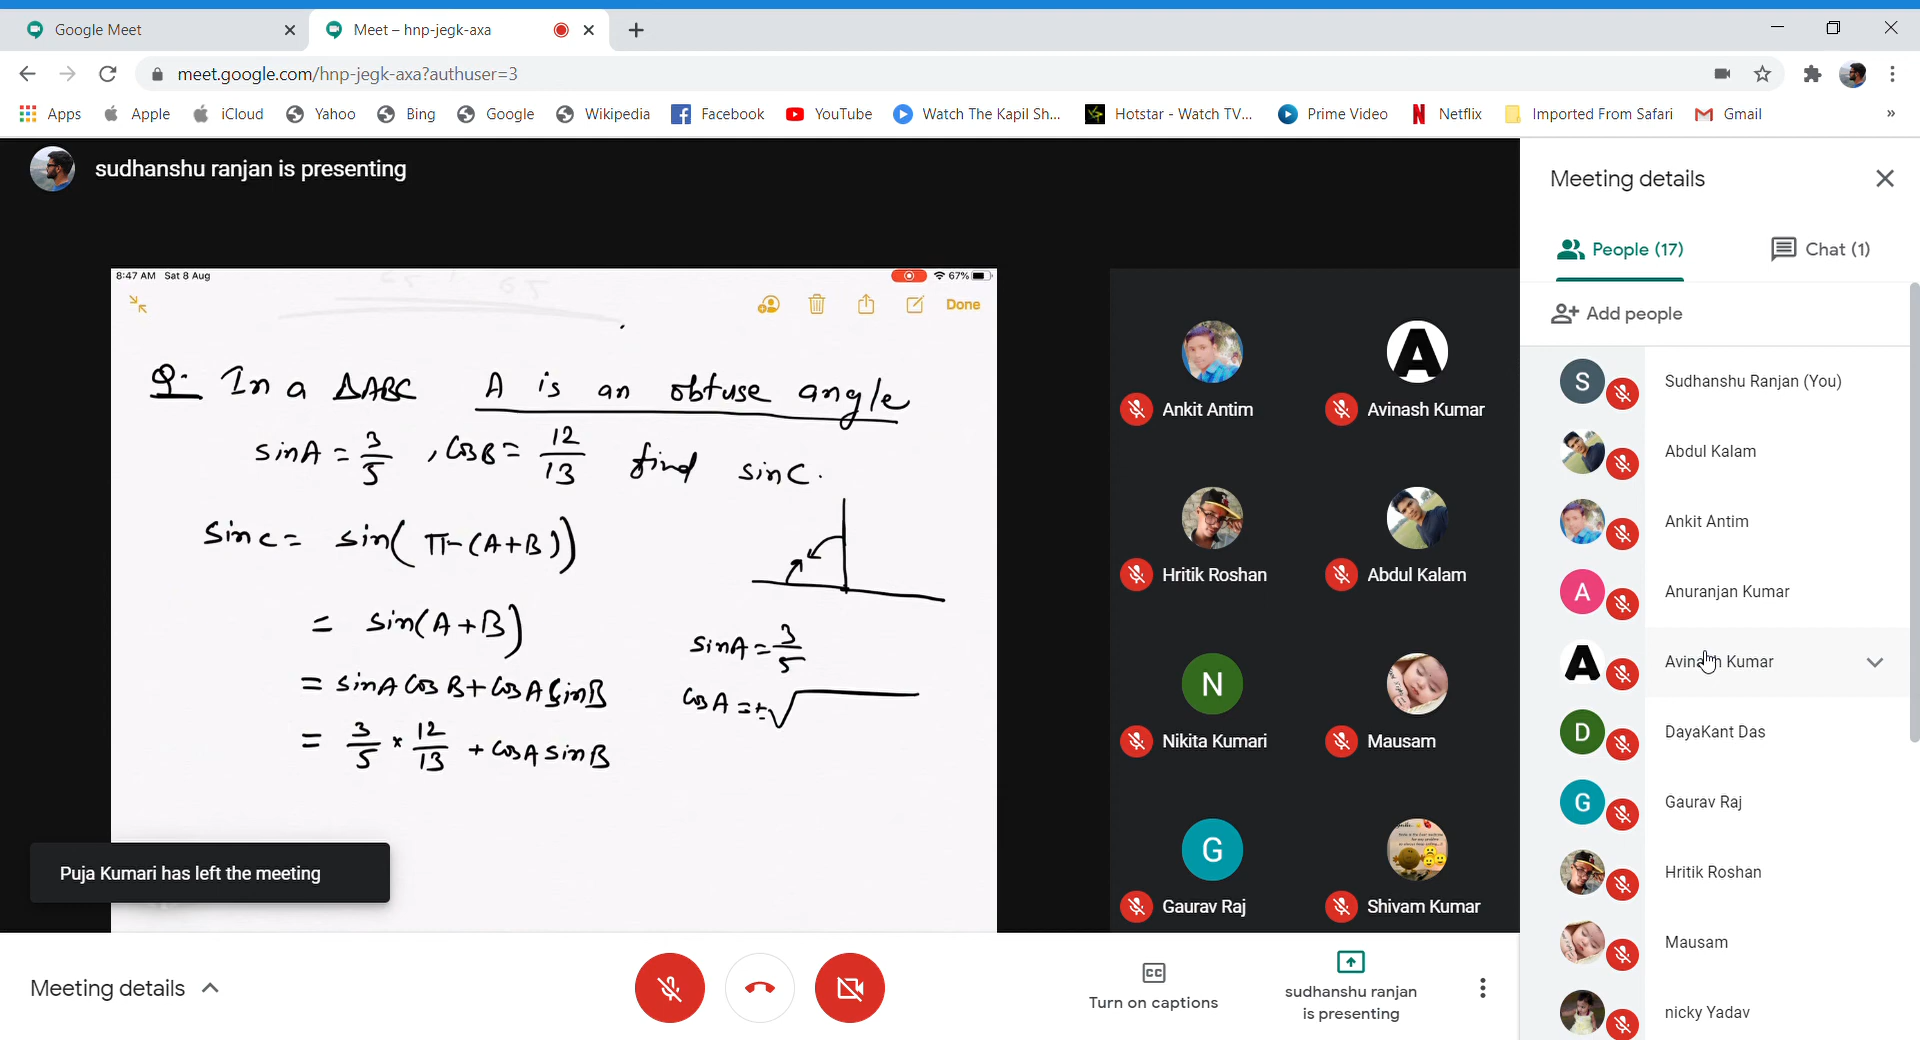 Google Meet
Meet – hnp-jegk-axa
meet.google.com/hnp-jegk-axa?authuser=3
Apps Apple iCloud Yahoo Bing Google Wikipedia Facebook YouTube Watch The Kapil Sh... Hotstar - Watch TV... Prime Video Netflix Imported From Safari Gmail »
sudhanshu ranjan is presenting
8:47 AM Sat 8 Aug
67%
Done
Q. In a ΔABC A is an obtuse angle
sinA = 3/5 , cosB = 12/13 find sinC.
sinC = sin(π-(A+B))
= sin(A+B)
= sinA cosB + cosA sinB
= 3/5 × 12/13 + cosA sinB
sinA = 3/5
cosA = ±√
Puja Kumari has left the meeting
Ankit Antim
A
Avinash Kumar
Hritik Roshan
Abdul Kalam
N
Nikita Kumari
Mausam
G
Gaurav Raj
Shivam Kumar
Meeting details
CC
Turn on captions
sudhanshu ranjan
is presenting
Meeting details
People (17)
Chat (1)
Add people
S
Sudhanshu Ranjan (You)
Abdul Kalam
Ankit Antim
A
Anuranjan Kumar
A
Avinash Kumar
D
DayaKant Das
G
Gaurav Raj
Hritik Roshan
Mausam
nicky Yadav